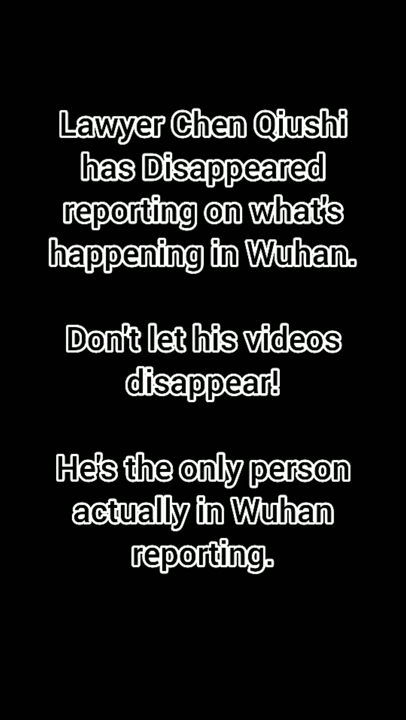 Lawyer Chen Qiushi
has Disappeared
reporting on what's
happening in Wuhan.
Don't let his videos
disappear!
He's the only person
actually in Wuhan
reporting.